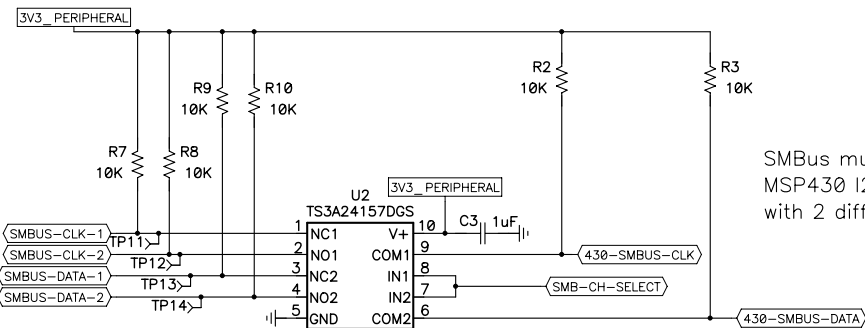 3V3_PERIPHERAL
R2
10K
R3
10K
R9
10K
R10
10K
R7
10K
R8
10K
SMBus mu
MSP430 I2
with 2 diff
3V3_PERIPHERAL
U2
TS3A24157DGS
C3 1uF
SMBUS-CLK-1
TP11
1 NC1 V+ 10
SMBUS-CLK-2
TP12
2 NO1 COM1 9
430-SMBUS-CLK
SMBUS-DATA-1
TP13
3 NC2 IN1 8
SMB-CH-SELECT
SMBUS-DATA-2
TP14
4 NO2 IN2 7
5 GND COM2 6
430-SMBUS-DATA